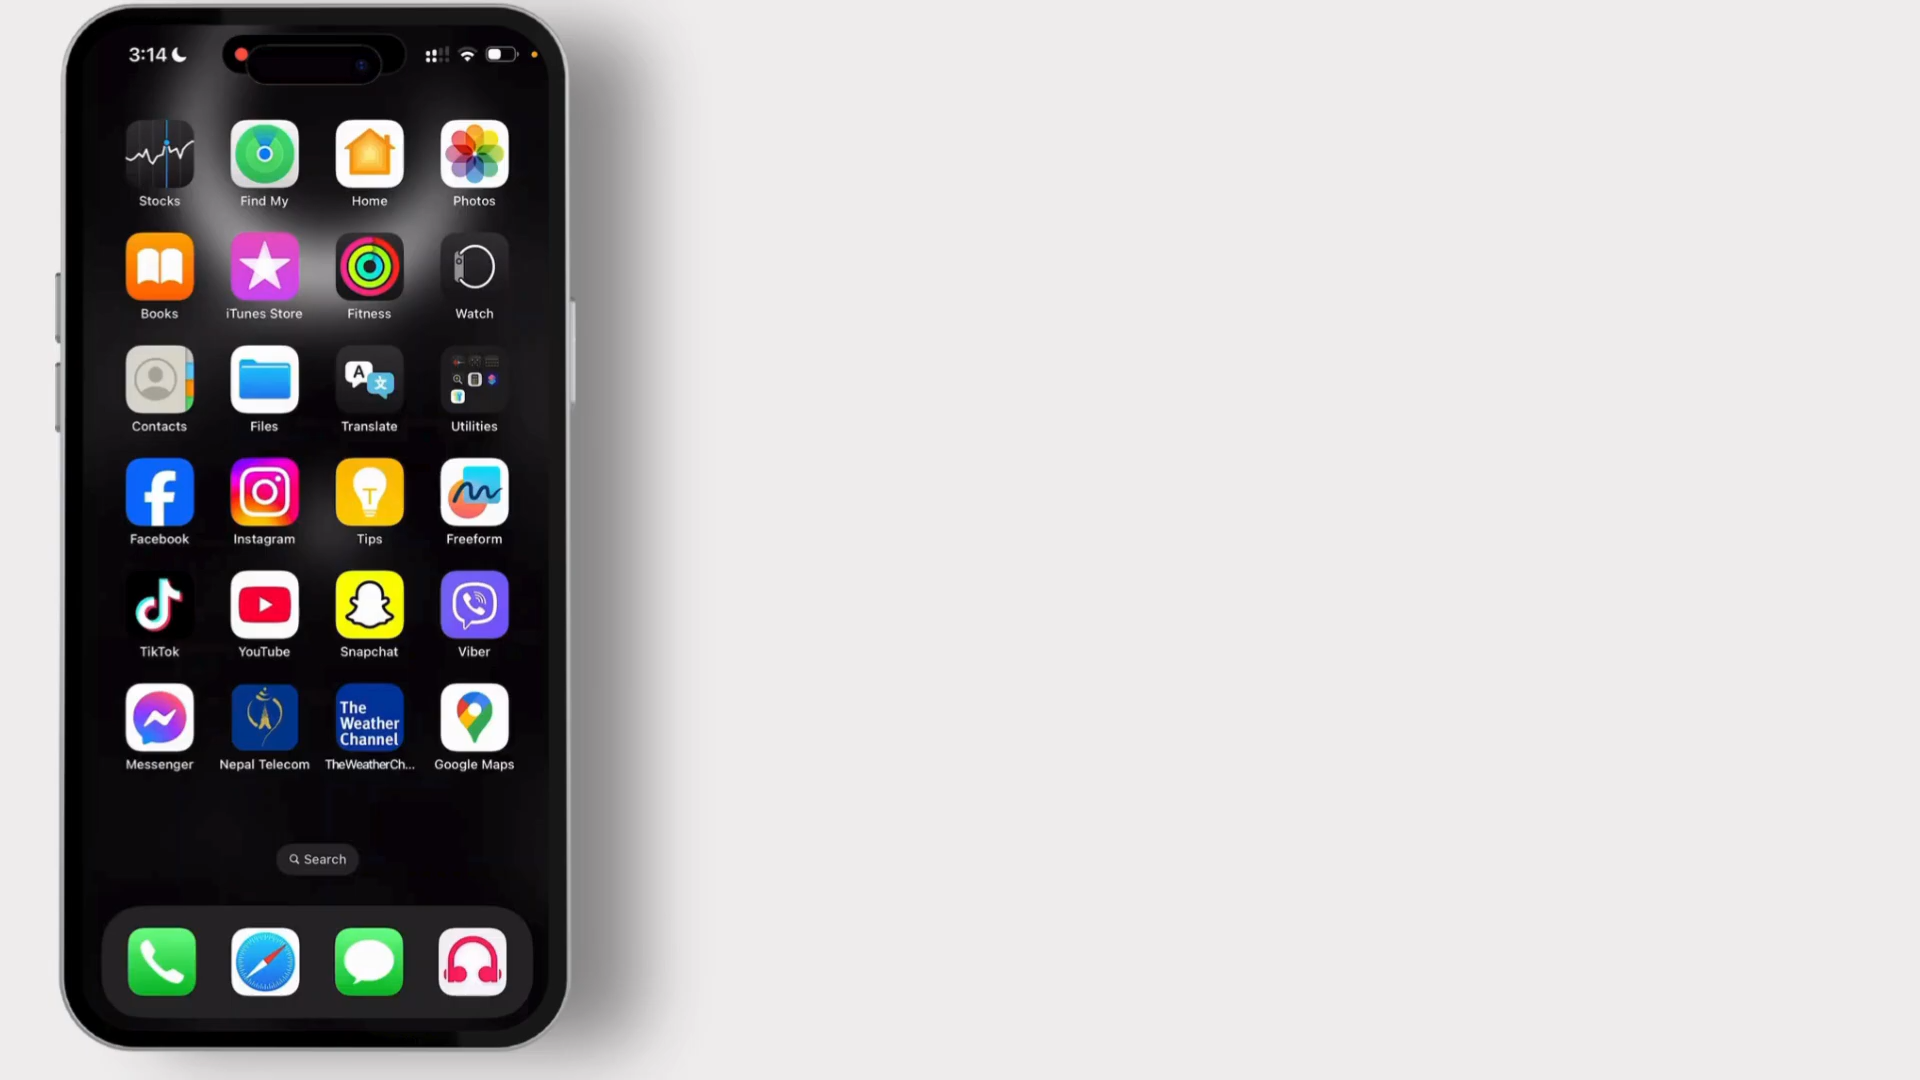 3:14
Stocks
Find My
Home
Photos
Books
iTunes Store
Fitness
Watch
Contacts
Files
A
文
Translate
Utilities
Facebook
Instagram
T
Tips
Freeform
TikTok
YouTube
Snapchat
Viber
The
Weather
Channel
Messenger
Nepal Telecom
TheWeatherCh...
Google Maps
Search